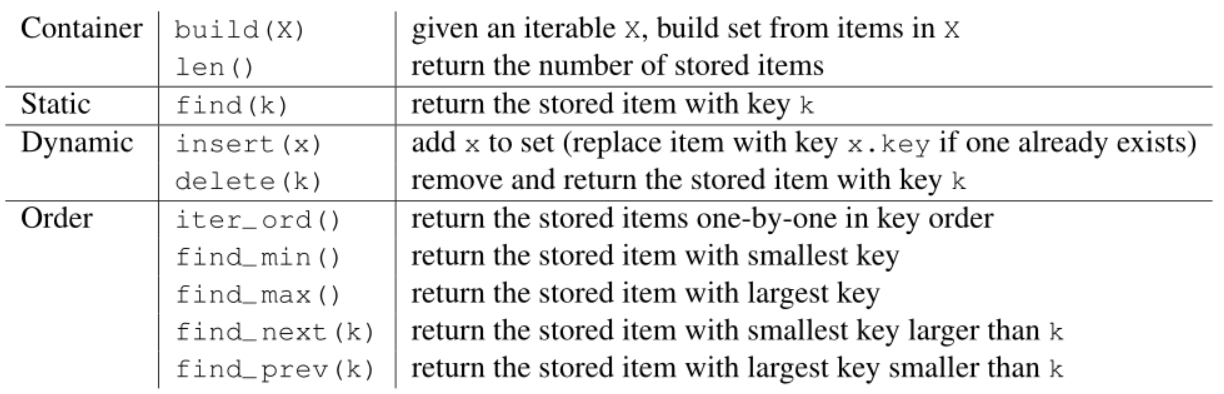 Container build(X) given an iterable X, build set from items in X
len() return the number of stored items
Static find(k) return the stored item with key k
Dynamic insert(x) add x to set (replace item with key x.key if one already exists)
delete(k) remove and return the stored item with key k
Order iter_ord() return the stored items one-by-one in key order
find_min() return the stored item with smallest key
find_max() return the stored item with largest key
find_next(k) return the stored item with smallest key larger than k
find_prev(k) return the stored item with largest key smaller than k